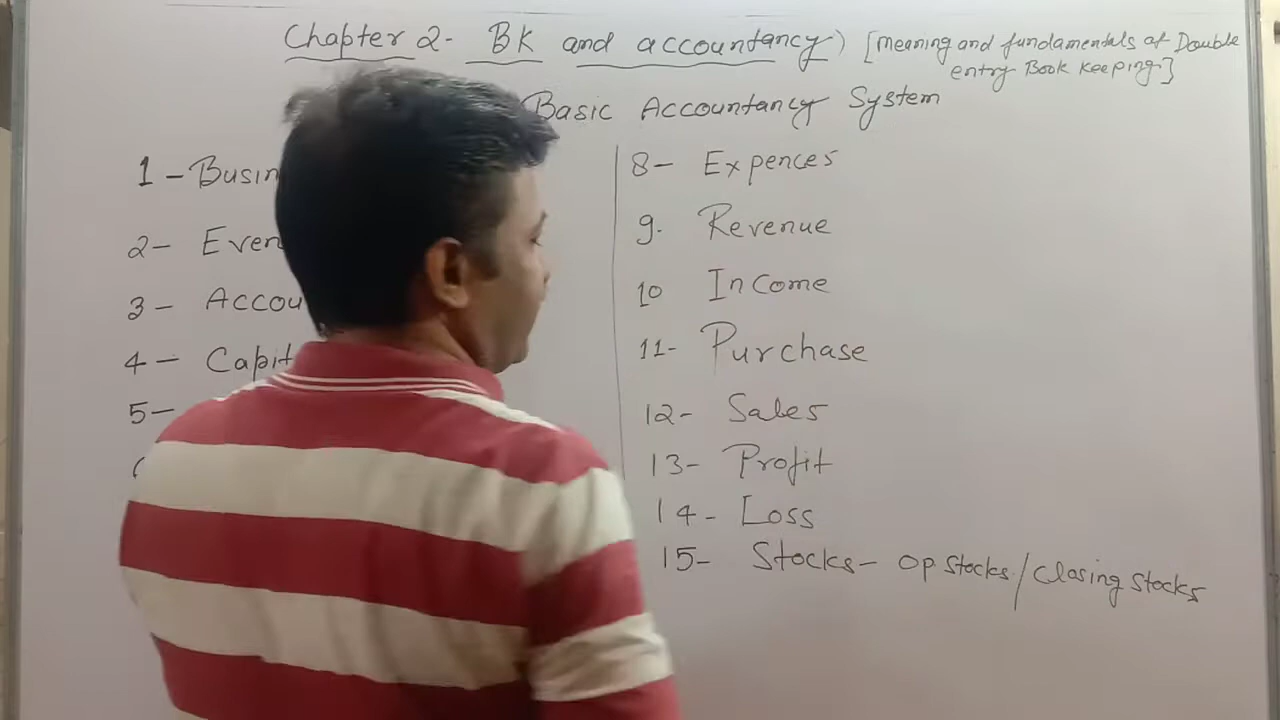 Chapter 2- BK and accountancy) [Meaning and fundamentals of Double
entry Book Keeping.]
Basic Accountancy System
1 - Busin
2 - Even
3 - Accou
4 - Capit
5 -
8 - Expences
9. Revenue
10 Income
11- Purchase
12- Sales
13- Profit
14- Loss
15- Stocks - op stocks/closing stocks